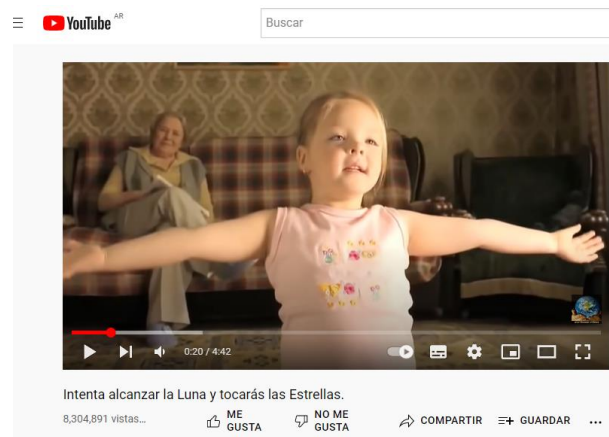 YouTube AR
Buscar
0:20 / 4:42
Intenta alcanzar la Luna y tocarás las Estrellas.
8,304,891 vistas...
ME
GUSTA
NO ME
GUSTA
COMPARTIR
GUARDAR
...